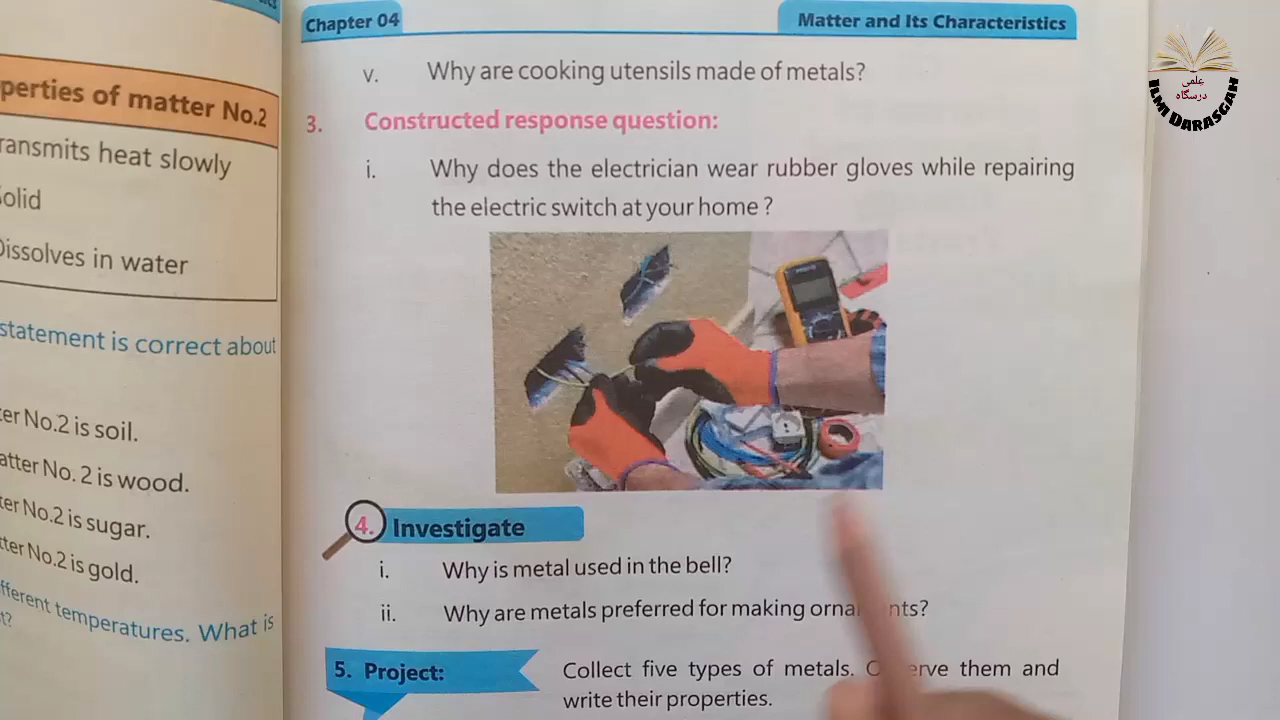 perties of matter No.2
ransmits heat slowly
olid
Dissolves in water
statement is correct about
er No.2 is soil.
atter No. 2 is wood.
ter No.2 is sugar.
tter No.2 is gold.
fferent temperatures. What is
t?
Chapter 04
Matter and Its Characteristics
v. Why are cooking utensils made of metals?
3. Constructed response question:
i. Why does the electrician wear rubber gloves while repairing
the electric switch at your home ?
4. Investigate
i. Why is metal used in the bell?
ii. Why are metals preferred for making orna nts?
5. Project: Collect five types of metals. O erve them and
write their properties.
علمی
درسگاہ
ILM DARASGAH